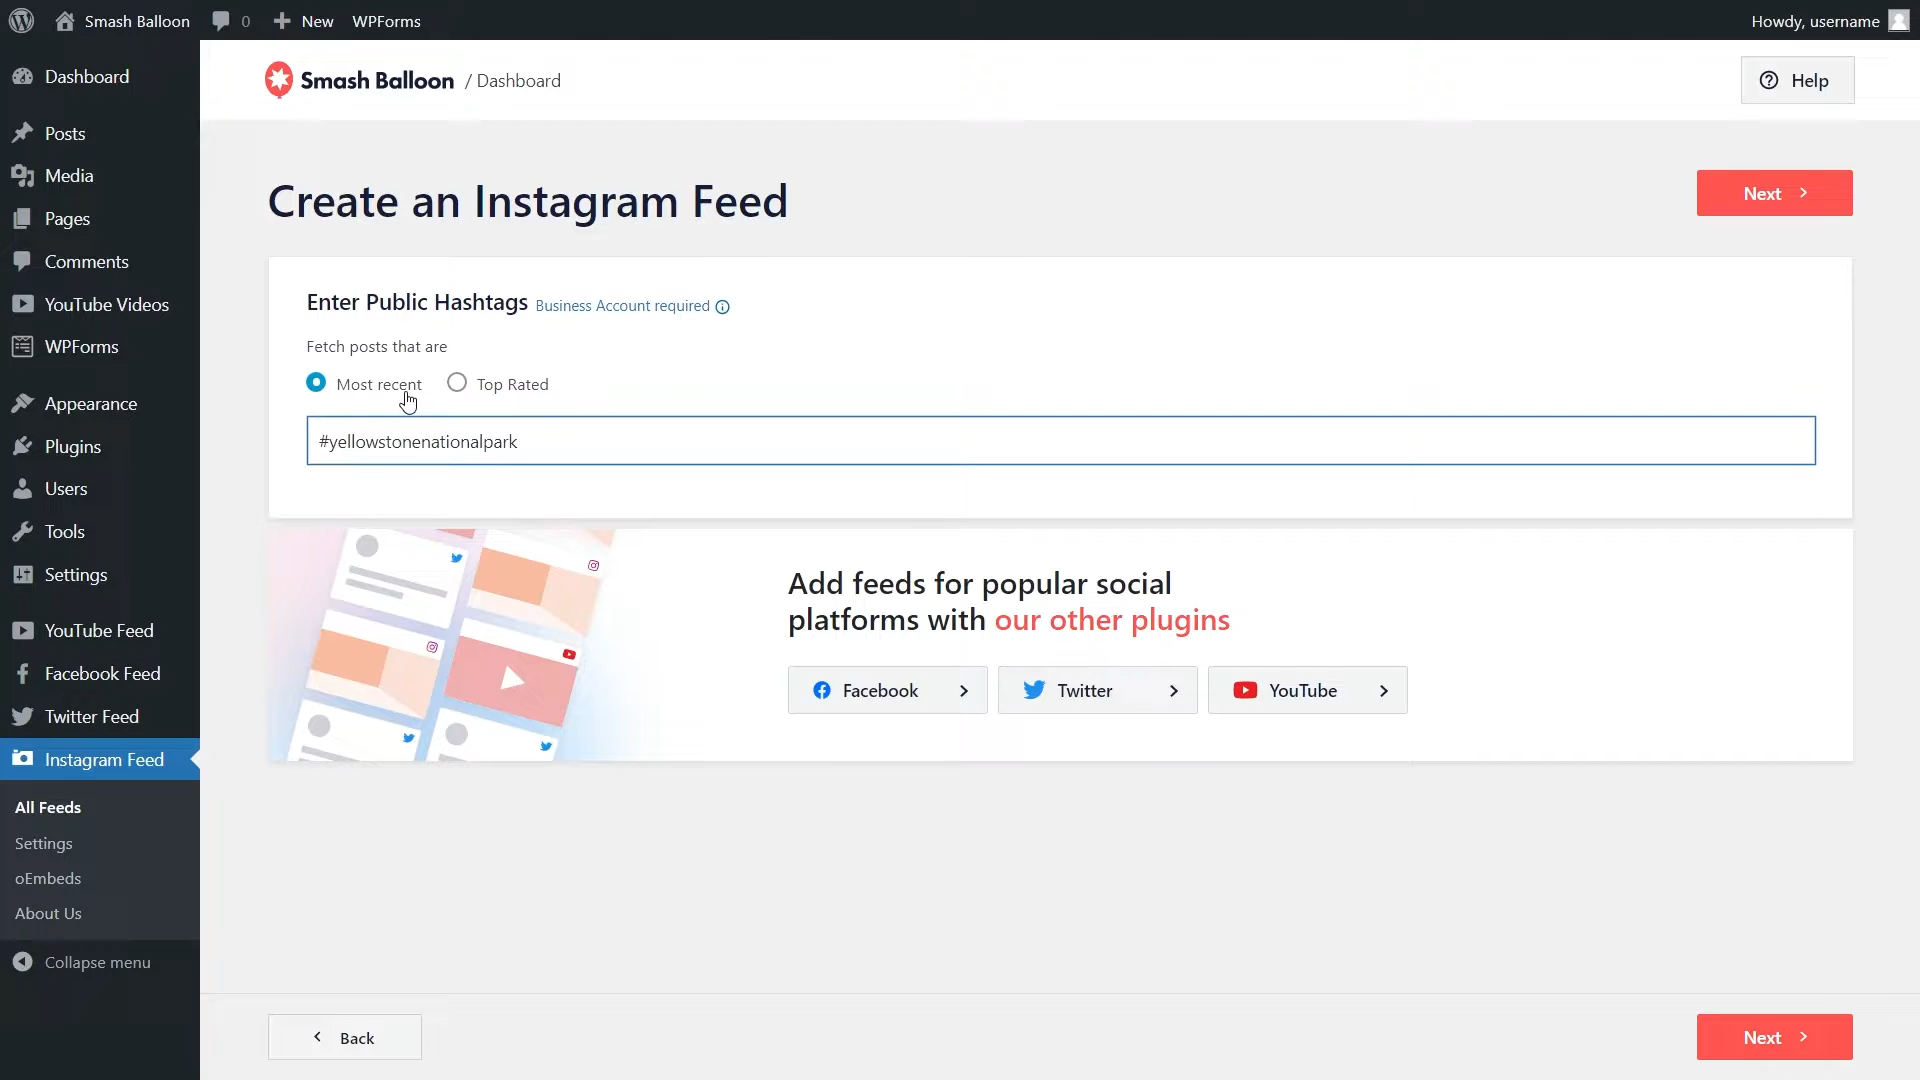 Smash Balloon 0 New WPForms Howdy, username
Dashboard
Posts
Media
Pages
Comments
YouTube Videos
WPForms
Appearance
Plugins
Users
Tools
Settings
YouTube Feed
Facebook Feed
Twitter Feed
Instagram Feed
All Feeds
Settings
oEmbeds
About Us
Collapse menu
Smash Balloon / Dashboard
Help
Create an Instagram Feed
Next
Enter Public Hashtags Business Account required
Fetch posts that are
Most recent Top Rated
#yellowstonenationalpark
Add feeds for popular social
platforms with our other plugins
Facebook Twitter YouTube
Back
Next